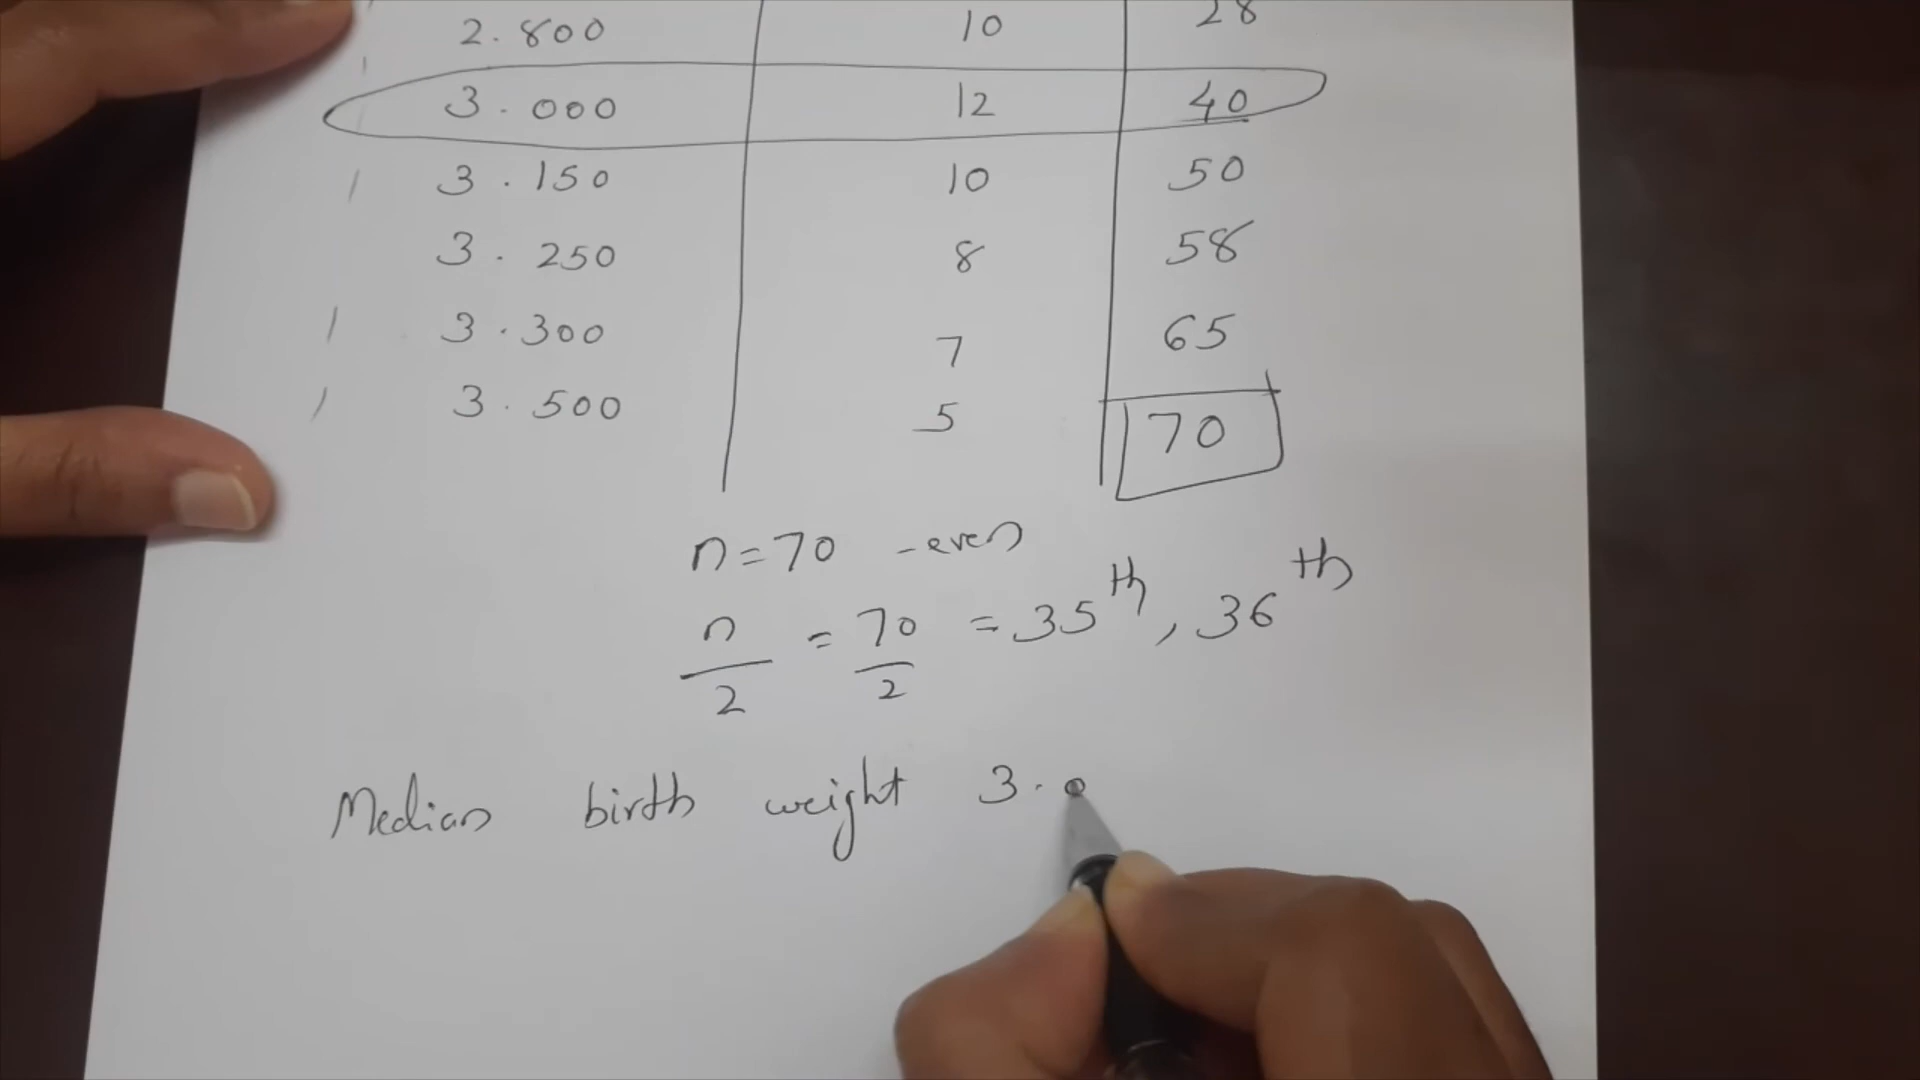 2.800 10 28
3.000 12 40
3.150 10 50
3.250 8 58
3.300 7 65
3.500 5 70
n=70 -even
n/2 = 70/2 = 35th, 36th
Median birth weight 3.0